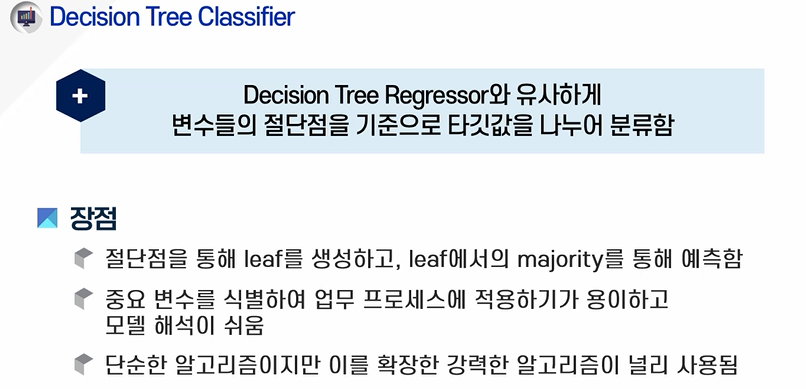 Decision Tree Classifier
Decision Tree Regressor와 유사하게
변수들의 절단점을 기준으로 타깃값을 나누어 분류함
장점
절단점을 통해 leaf를 생성하고, leaf에서의 majority를 통해 예측함
중요 변수를 식별하여 업무 프로세스에 적용하기가 용이하고
모델 해석이 쉬움
단순한 알고리즘이지만 이를 확장한 강력한 알고리즘이 널리 사용됨